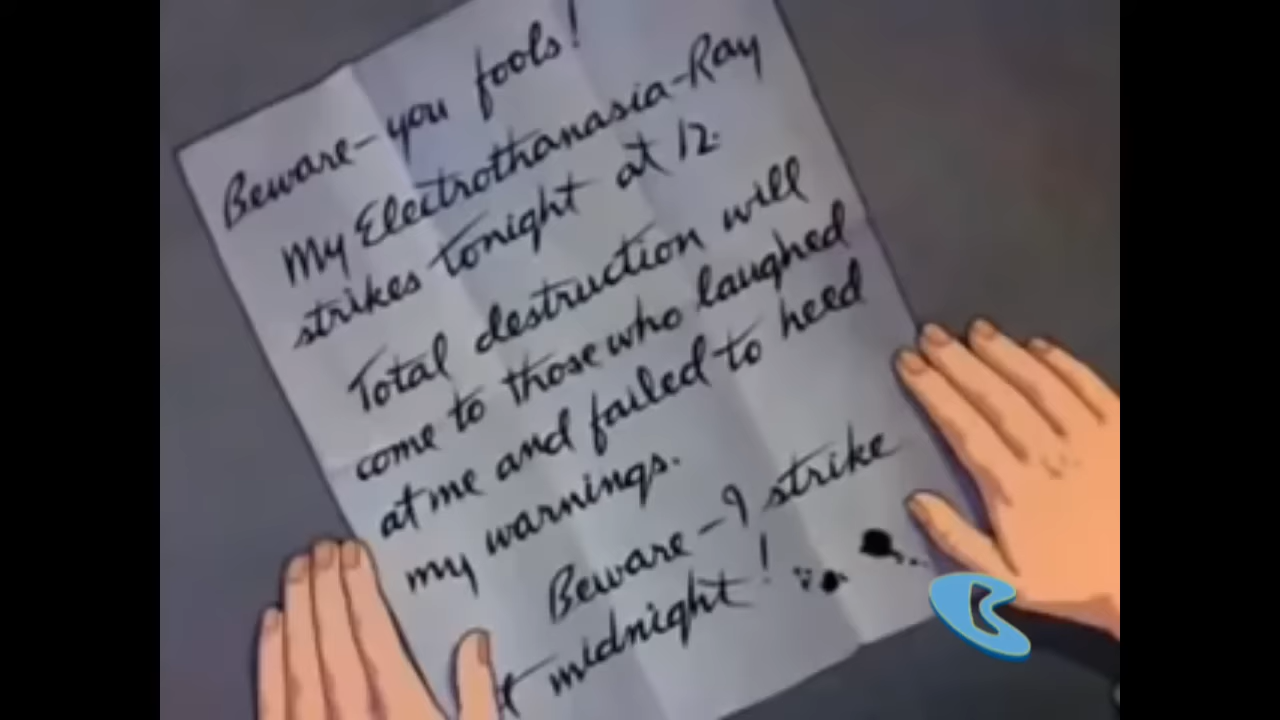 Beware-you fools!
My Electrothanasia-Ray
strikes tonight at 12.
Total destruction will
come to those who laughed
at me and failed to heed
my warnings.
Beware-I strike
t midnight!
B